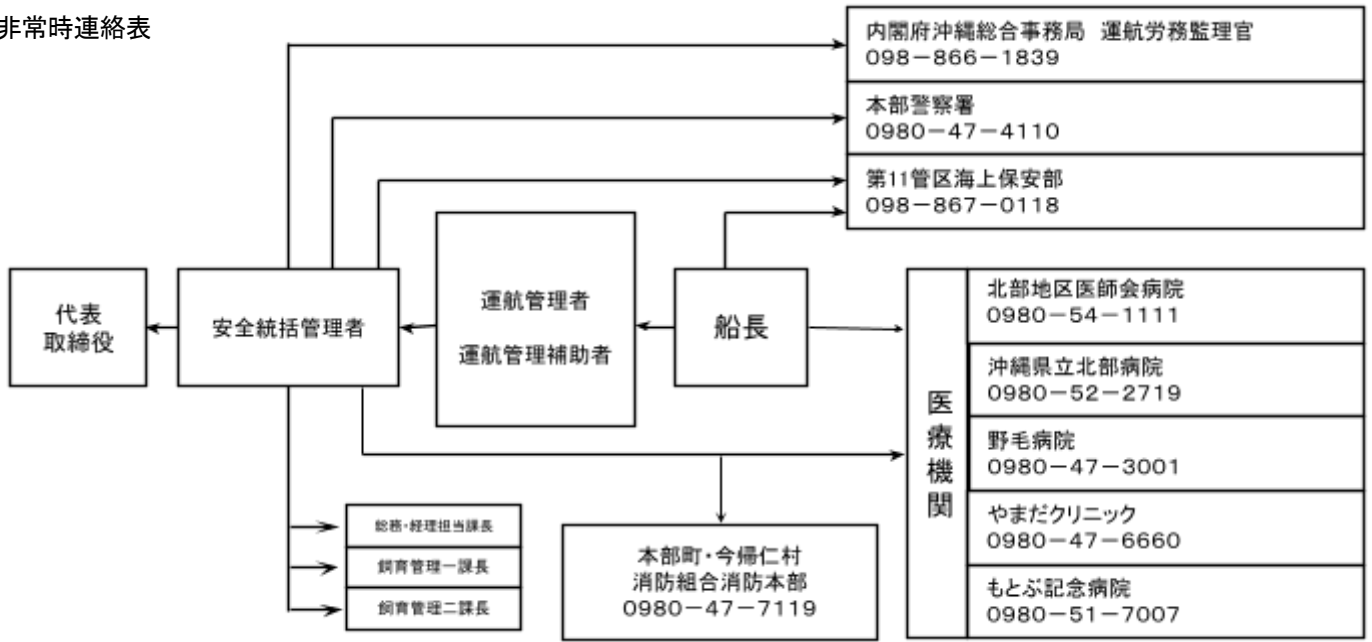 非常時連絡表
内閣府沖縄総合事務局　運航労務監理官
098－866－1839
本部警察署
0980－47－4110
第11管区海上保安部
098－867－0118
代表
取締役
安全統括管理者
運航管理者
運航管理補助者
船長
医療機関
北部地区医師会病院
0980－54－1111
沖縄県立北部病院
0980－52－2719
野毛病院
0980－47－3001
やまだクリニック
0980－47－6660
もとぶ記念病院
0980－51－7007
総務・経理担当課長
飼育管理一課長
飼育管理二課長
本部町・今帰仁村
消防組合消防本部
0980－47－7119